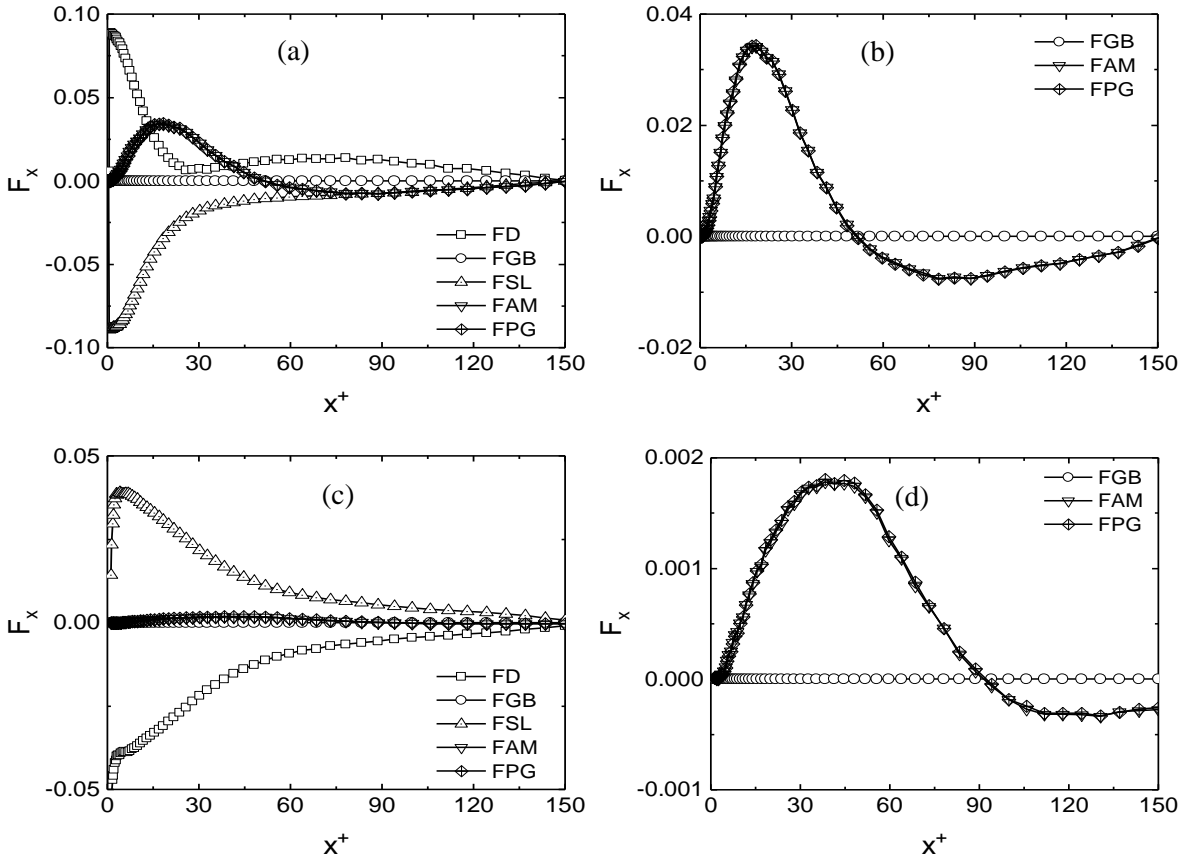 (a)
F_x
0.10
0.05
0.00
-0.05
-0.10
FD
FGB
FSL
FAM
FPG
0 30 60 90 120 150
x⁺
(b)
F_x
0.04
0.02
0.00
-0.02
FGB
FAM
FPG
0 30 60 90 120 150
x⁺
(c)
F_x
0.05
0.00
-0.05
FD
FGB
FSL
FAM
FPG
0 30 60 90 120 150
x⁺
(d)
F_x
0.002
0.001
0.000
-0.001
FGB
FAM
FPG
0 30 60 90 120 150
x⁺